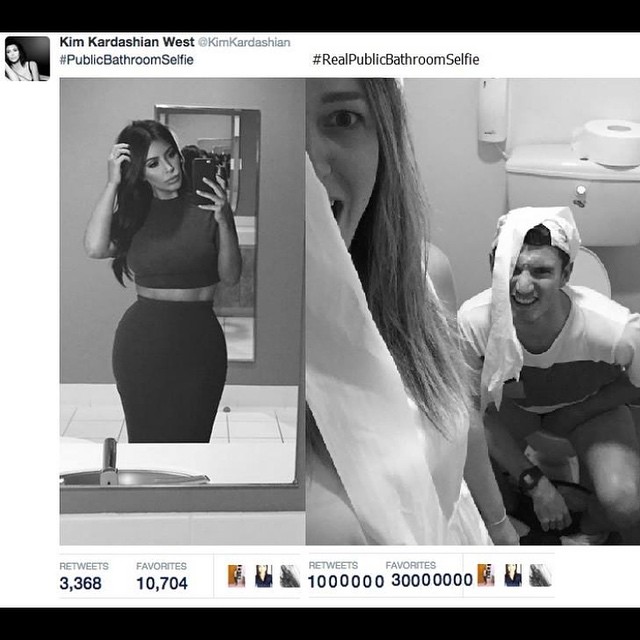 Kim Kardashian West @KimKardashian
#PublicBathroomSelfie
#RealPublicBathroomSelfie
RETWEETS FAVORITES
3,368 10,704
RETWEETS FAVORITES
1000000 30000000